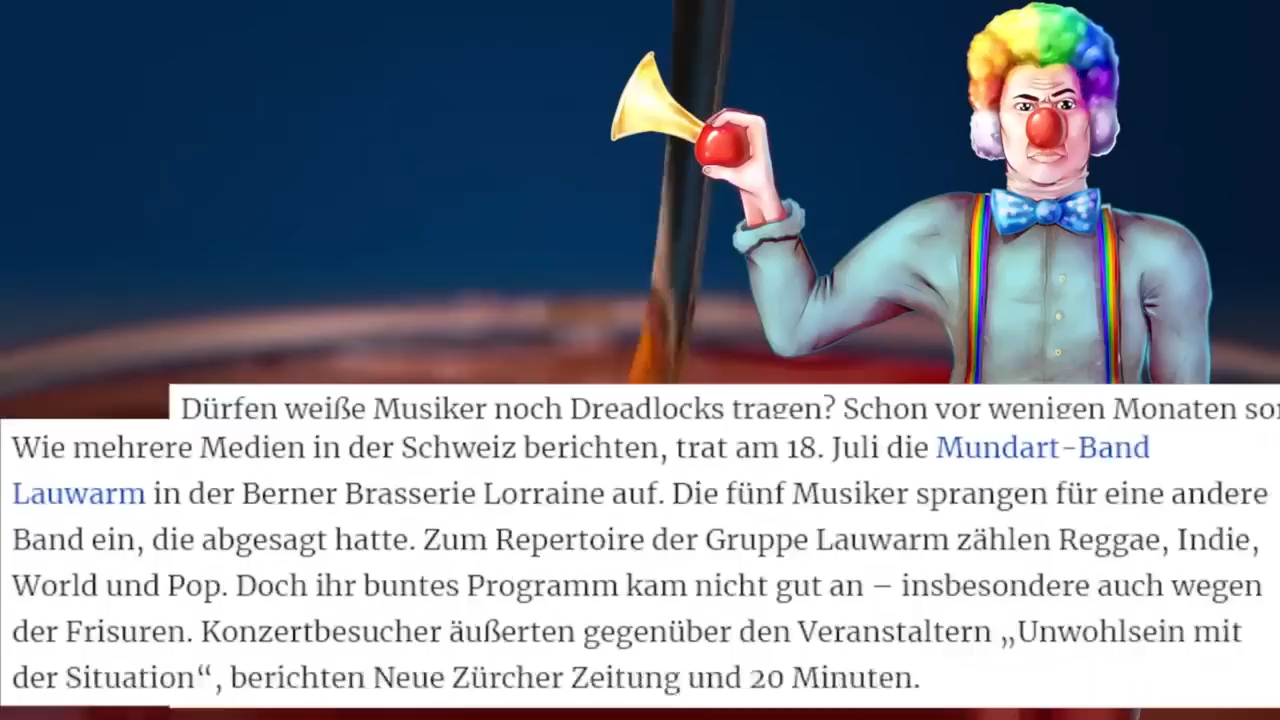 Dürfen weiße Musiker noch Dreadlocks tragen? Schon vor wenigen Monaten
Wie mehrere Medien in der Schweiz berichten, trat am 18. Juli die Mundart-Band
Lauwarm in der Berner Brasserie Lorraine auf. Die fünf Musiker sprangen für eine andere
Band ein, die abgesagt hatte. Zum Repertoire der Gruppe Lauwarm zählen Reggae, Indie,
World und Pop. Doch ihr buntes Programm kam nicht gut an – insbesondere auch wegen
der Frisuren. Konzertbesucher äußerten gegenüber den Veranstaltern „Unwohlsein mit
der Situation“, berichten Neue Zürcher Zeitung und 20 Minuten.